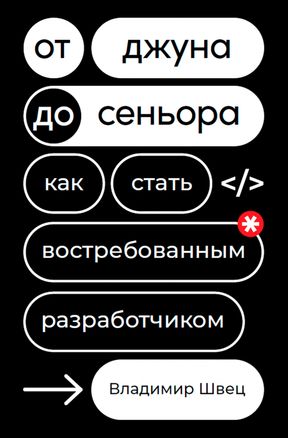 от джуна
до сеньора
как стать </>
востребованным *
разработчиком
Владимир Швец